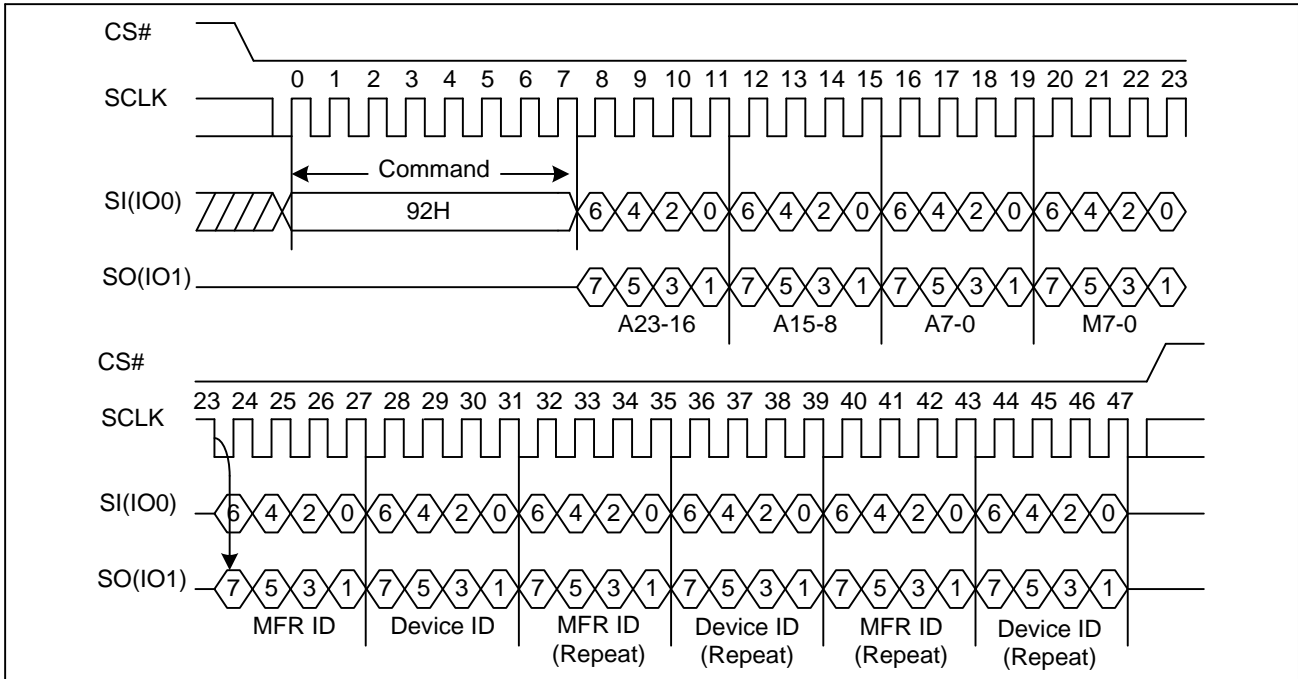 CS#
0 1 2 3 4 5 6 7 8 9 10 11 12 13 14 15 16 17 18 19 20 21 22 23
SCLK
Command
SI(IO0) 92H 6 4 2 0 6 4 2 0 6 4 2 0 6 4 2 0
SO(IO1) 7 5 3 1 7 5 3 1 7 5 3 1 7 5 3 1
A23-16 A15-8 A7-0 M7-0
CS#
23 24 25 26 27 28 29 30 31 32 33 34 35 36 37 38 39 40 41 42 43 44 45 46 47
SCLK
SI(IO0) 6 4 2 0 6 4 2 0 6 4 2 0 6 4 2 0 6 4 2 0 6 4 2 0
SO(IO1) 7 5 3 1 7 5 3 1 7 5 3 1 7 5 3 1 7 5 3 1 7 5 3 1
MFR ID Device ID MFR ID Device ID MFR ID Device ID
(Repeat) (Repeat) (Repeat) (Repeat)